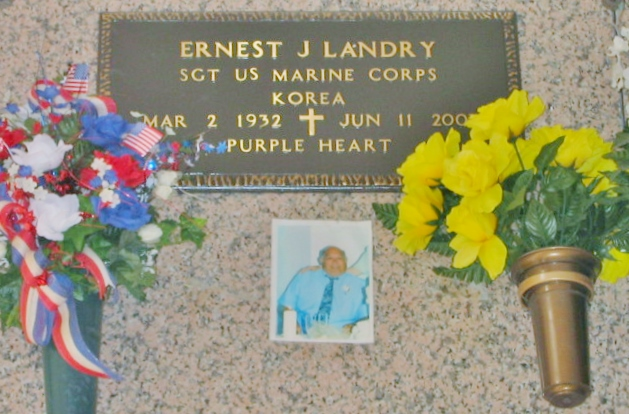 ERNEST J LANDRY
SGT US MARINE CORPS
KOREA
MAR 2 1932 ✝ JUN 11
PURPLE HEART